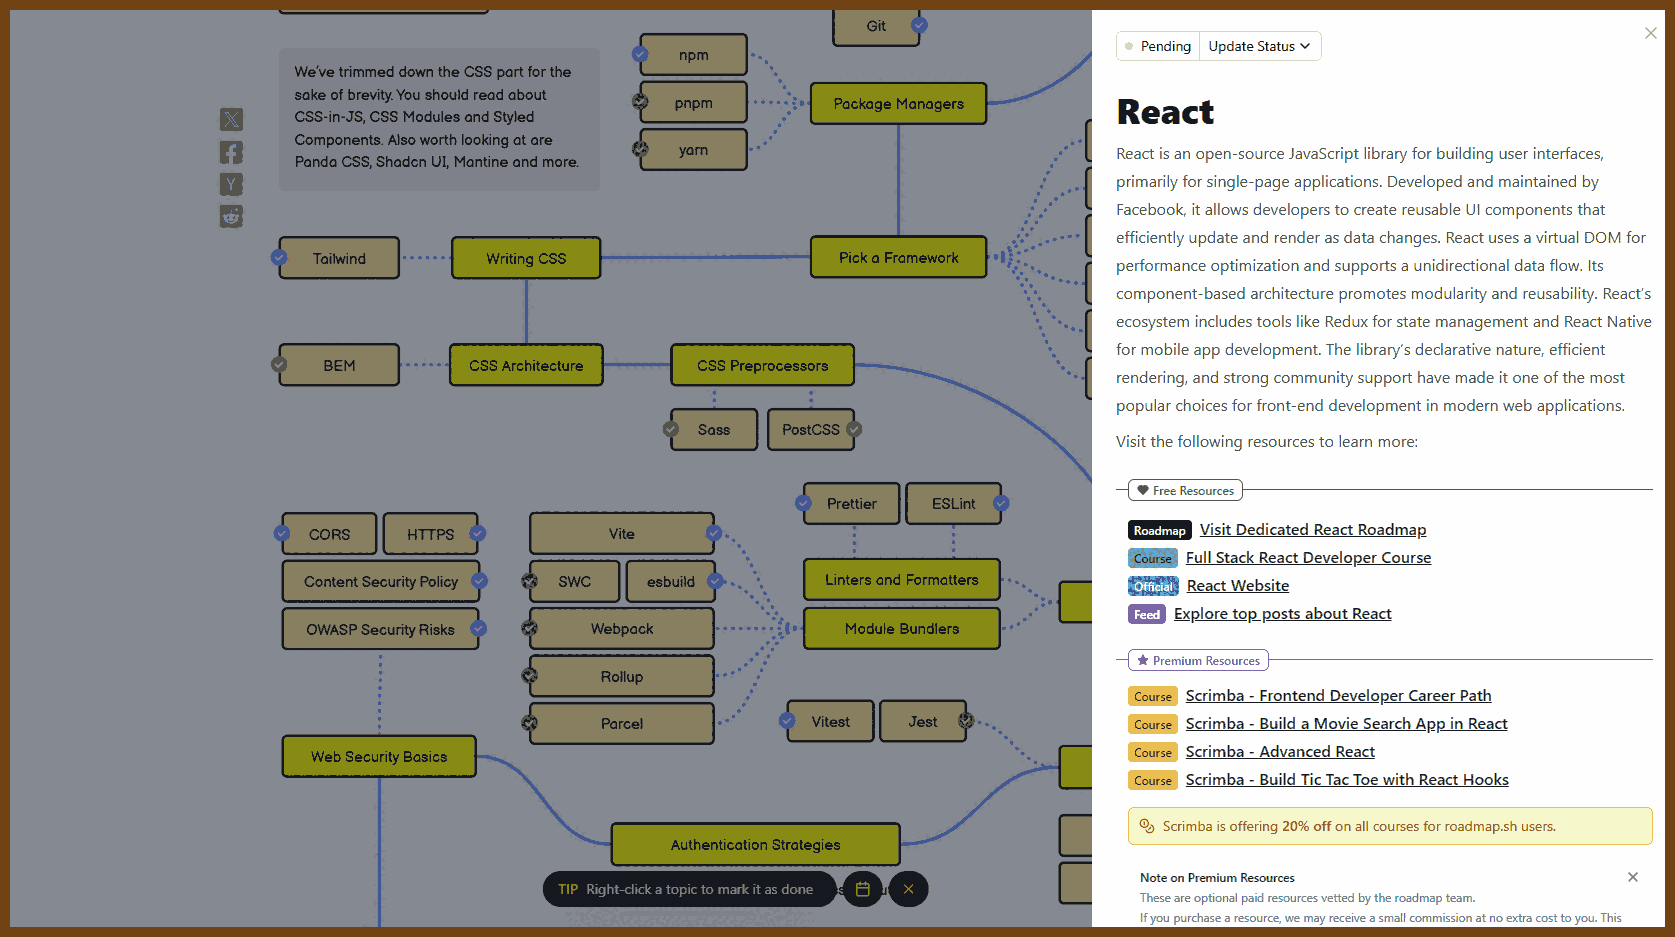 Git
npm
pnpm
yarn
Package Managers
We've trimmed down the CSS part for the
sake of brevity. You should read about
CSS-in-JS, CSS Modules and Styled
Components. Also worth looking at are
Panda CSS, Shadcn UI, Mantine and more.
Tailwind
Writing CSS
Pick a Framework
BEM
CSS Architecture
CSS Preprocessors
Sass
PostCSS
Prettier
ESLint
CORS
HTTPS
Vite
Content Security Policy
SWC
esbuild
Linters and Formatters
OWASP Security Risks
Webpack
Module Bundlers
Rollup
Parcel
Vitest
Jest
Web Security Basics
Authentication Strategies
TIP Right-click a topic to mark it as done
Pending
Update Status
React
React is an open-source JavaScript library for building user interfaces,
primarily for single-page applications. Developed and maintained by
Facebook, it allows developers to create reusable UI components that
efficiently update and render as data changes. React uses a virtual DOM for
performance optimization and supports a unidirectional data flow. Its
component-based architecture promotes modularity and reusability. React's
ecosystem includes tools like Redux for state management and React Native
for mobile app development. The library's declarative nature, efficient
rendering, and strong community support have made it one of the most
popular choices for front-end development in modern web applications.
Visit the following resources to learn more:
Free Resources
Roadmap Visit Dedicated React Roadmap
Course Full Stack React Developer Course
Official React Website
Feed Explore top posts about React
Premium Resources
Course Scrimba - Frontend Developer Career Path
Course Scrimba - Build a Movie Search App in React
Course Scrimba - Advanced React
Course Scrimba - Build Tic Tac Toe with React Hooks
Scrimba is offering 20% off on all courses for roadmap.sh users.
Note on Premium Resources
These are optional paid resources vetted by the roadmap team.
If you purchase a resource, we may receive a small commission at no extra cost to you. This